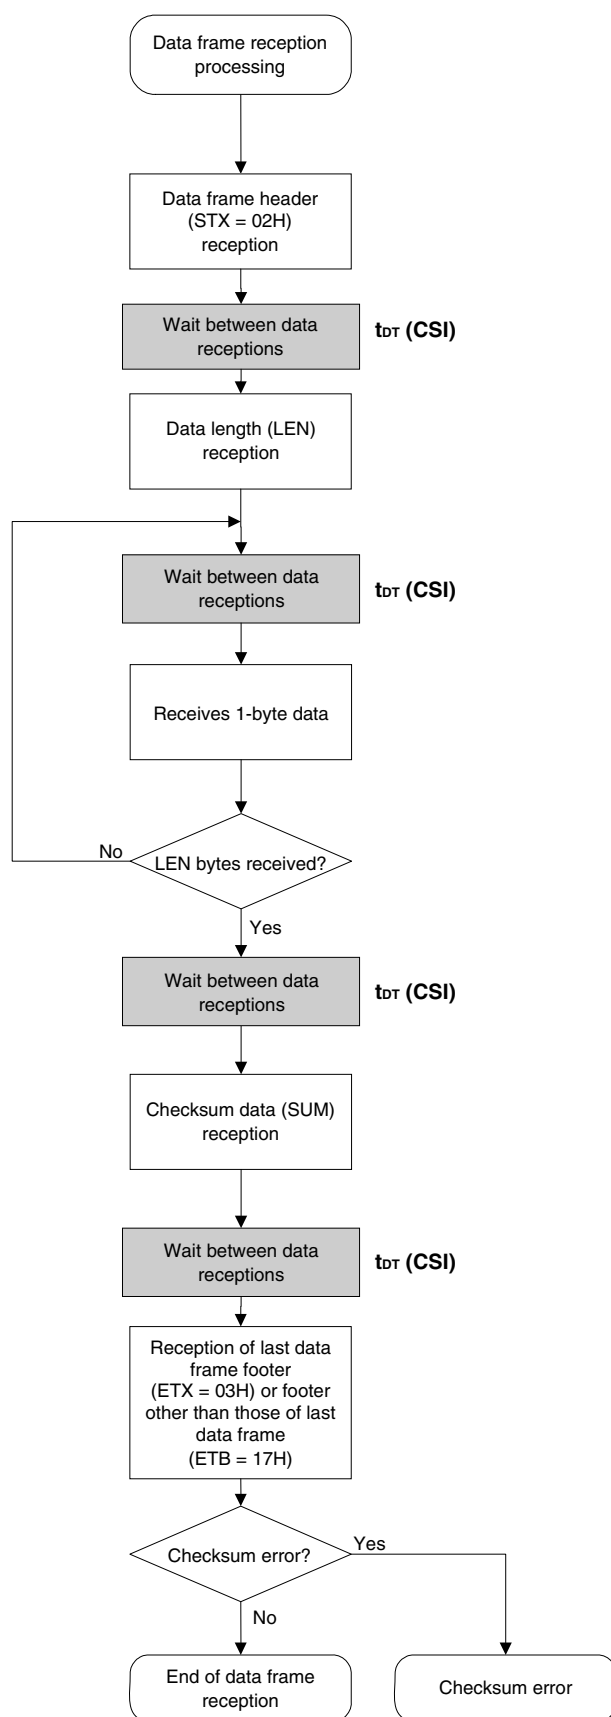 Data frame reception
processing
Data frame header
(STX = 02H)
reception
Wait between data
receptions
tDT (CSI)
Data length (LEN)
reception
Wait between data
receptions
tDT (CSI)
Receives 1-byte data
No
LEN bytes received?
Yes
Wait between data
receptions
tDT (CSI)
Checksum data (SUM)
reception
Wait between data
receptions
tDT (CSI)
Reception of last data
frame footer
(ETX = 03H) or footer
other than those of last
data frame
(ETB = 17H)
Checksum error?
Yes
No
End of data frame
reception
Checksum error